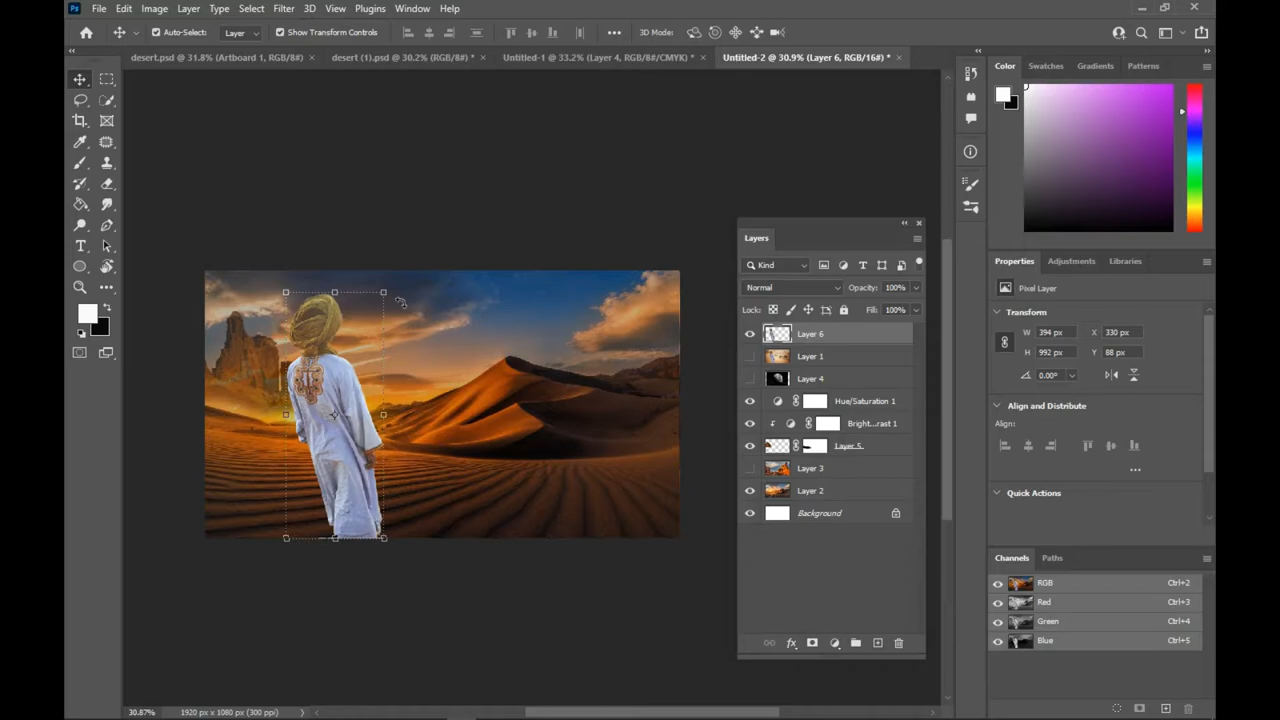 Ps File Edit Image Layer Type Select Filter 3D View Plugins Window Help
Auto-Select: Layer Show Transform Controls 3D Mode:
desert.psd @ 31.8% (Artboard 1, RGB/8#) desert (1).psd @ 30.2% (RGB/8#) * Untitled-1 @ 33.2% (Layer 4, RGB/8#/CMYK) * Untitled-2 @ 30.9% (Layer 6, RGB/16#) *
Color Swatches Gradients Patterns
Layers
Kind
Normal Opacity: 100%
Lock: Fill: 100%
Layer 6
Layer 1
Layer 4
Hue/Saturation 1
Bright...rast 1
Layer 5
Layer 3
Layer 2
Background
fx
Properties Adjustments Libraries
Pixel Layer
Transform
W 394 px X 330 px
H 992 px Y 88 px
0.00°
Align and Distribute
Align:
Quick Actions
Channels Paths
RGB Ctrl+2
Red Ctrl+3
Green Ctrl+4
Blue Ctrl+5
30.87% 1920 px x 1080 px (300 ppi)